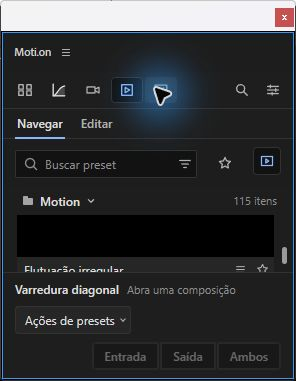 Moti.on
Navegar Editar
Buscar preset
Motion 115 itens
Flutuação irregular
Varredura diagonal Abra uma composição
Ações de presets
Entrada Saída Ambos